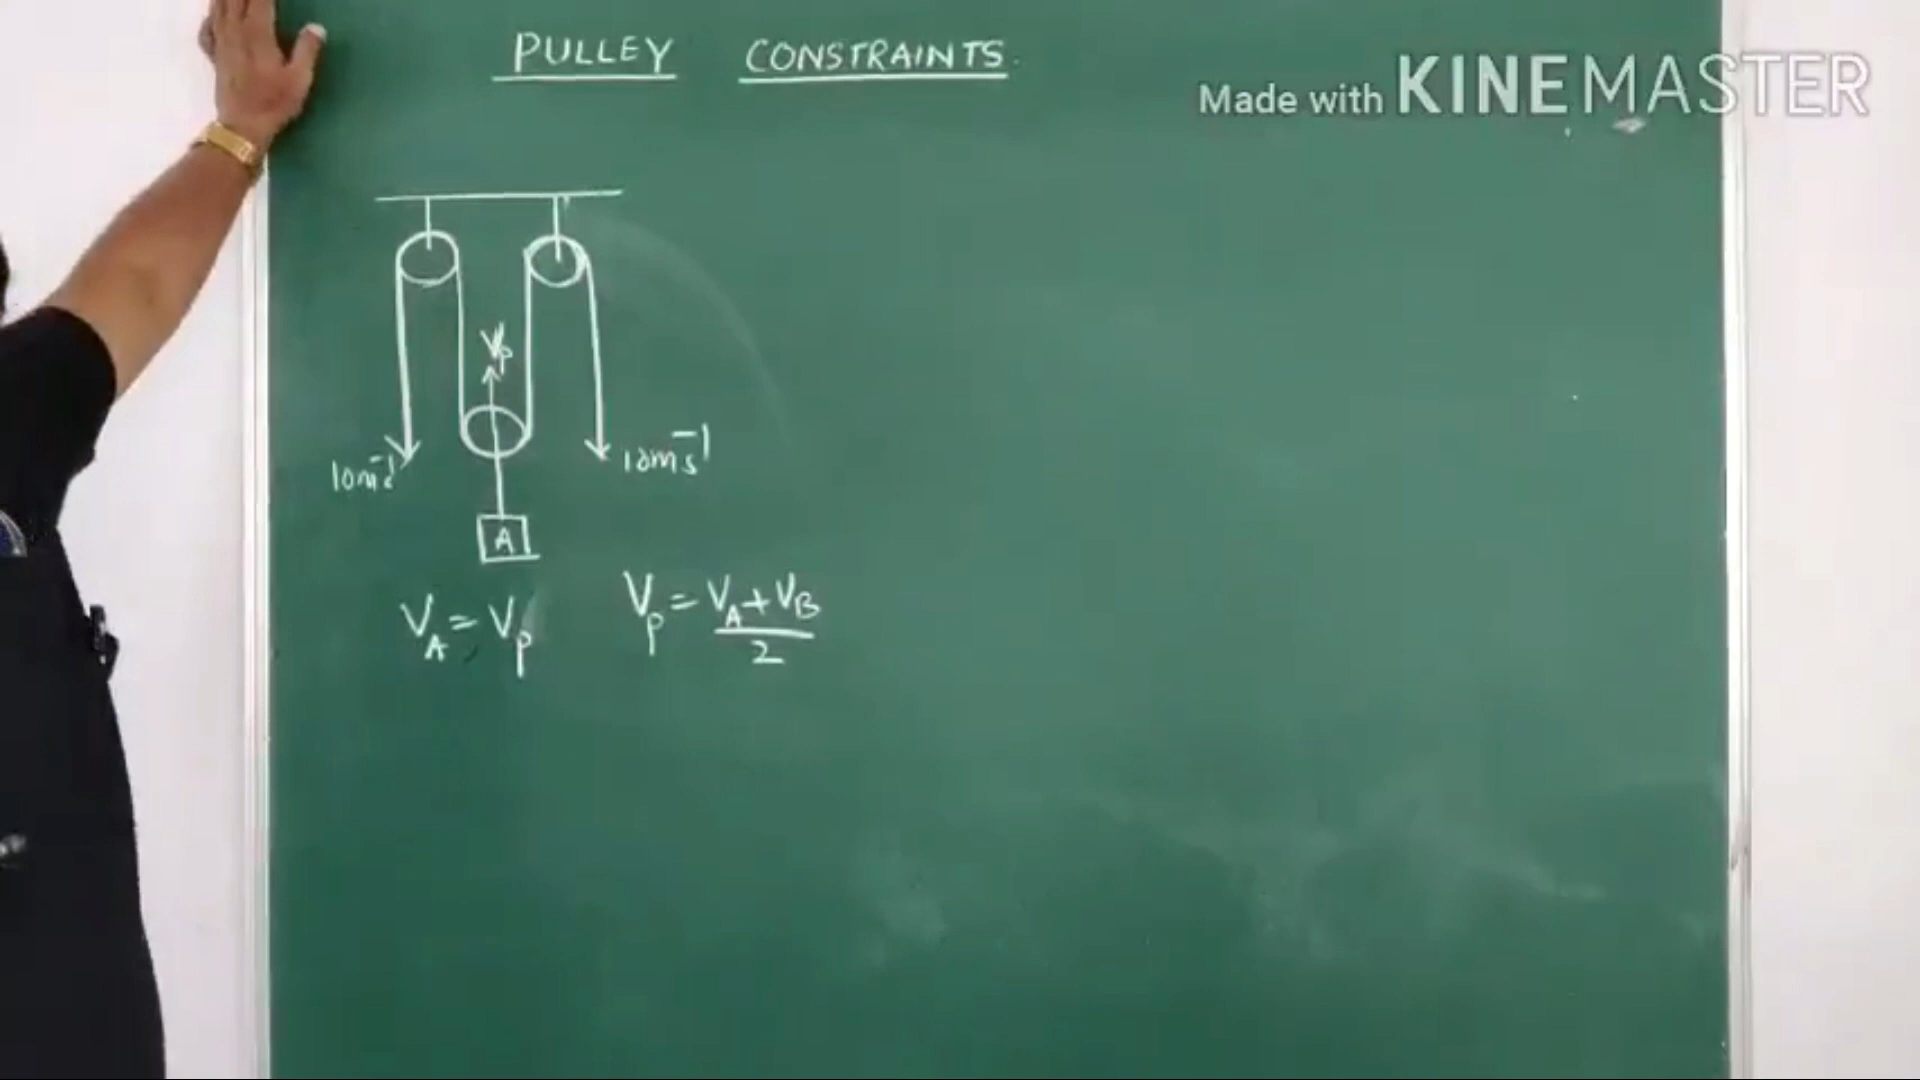 PULLEY CONSTRAINTS.
Made with KINEMASTER
Vp
10ms⁻¹
10ms⁻¹
A
V_A = V_p
V_p = (V_A + V_B)/2